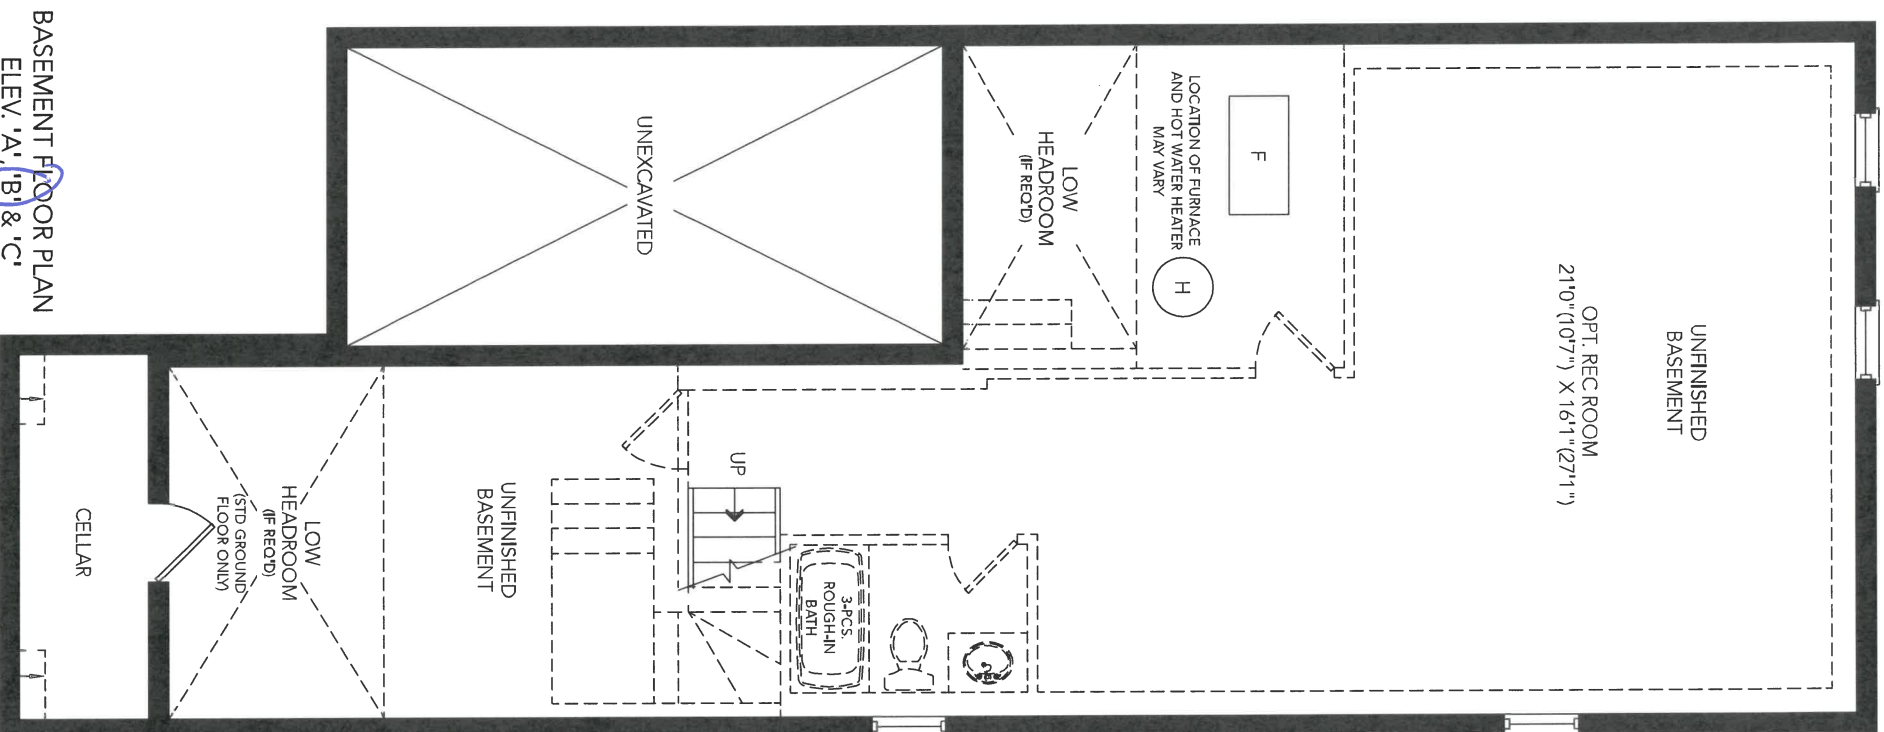 UNFINISHED
BASEMENT
OPT. REC ROOM
21'0"(10'7") X 16'1"(27'1")
F
LOCATION OF FURNACE
AND HOT WATER HEATER
MAY VARY
H
LOW
HEADROOM
(IF REQ'D)
UNEXCAVATED
3-PCS.
ROUGH-IN
BATH
UP
UNFINISHED
BASEMENT
LOW
HEADROOM
(IF REQ'D)
(STD GROUND
FLOOR ONLY)
CELLAR
BASEMENT FLOOR PLAN
ELEV. 'A', 'B' & 'C'